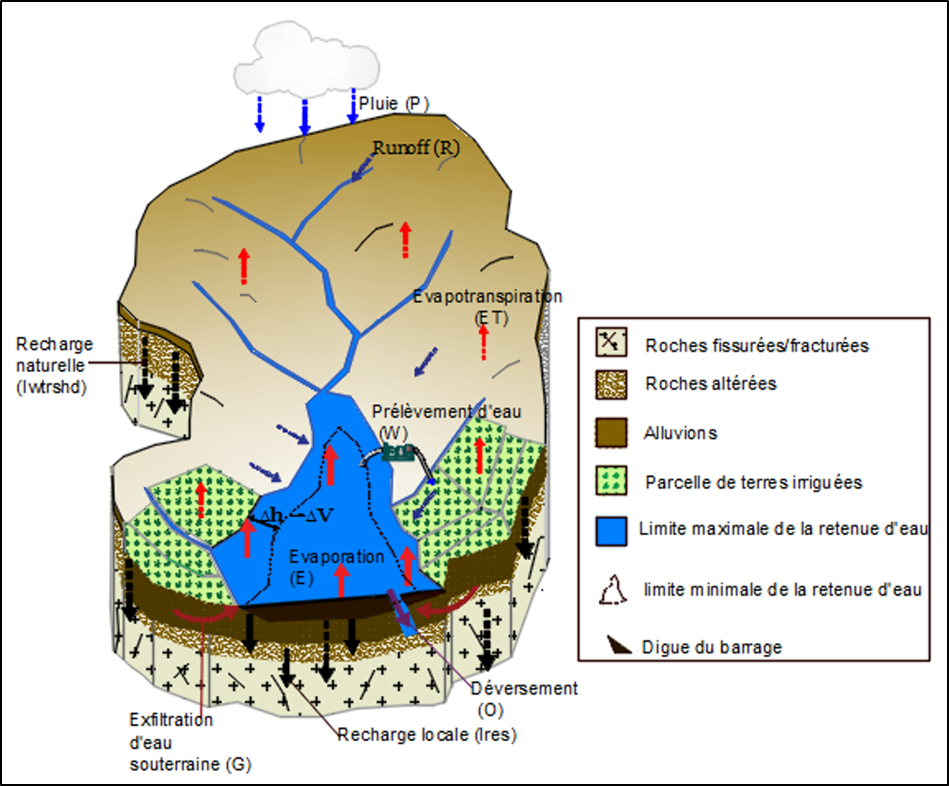 Pluie (P)
Runoff (R)
Evapotranspiration
(ET)
Recharge
naturelle
(Iwtrshd)
Prélèvement d'eau
(W)
Δh → ΔV
Evaporation
(E)
Déversement
(O)
Exfiltration
d'eau
souterraine (G)
Recharge locale (Ires)
Roches fissurées/fracturées
Roches altérées
Alluvions
Parcelle de terres irriguées
Limite maximale de la retenue d'eau
limite minimale de la retenue d'eau
Digue du barrage